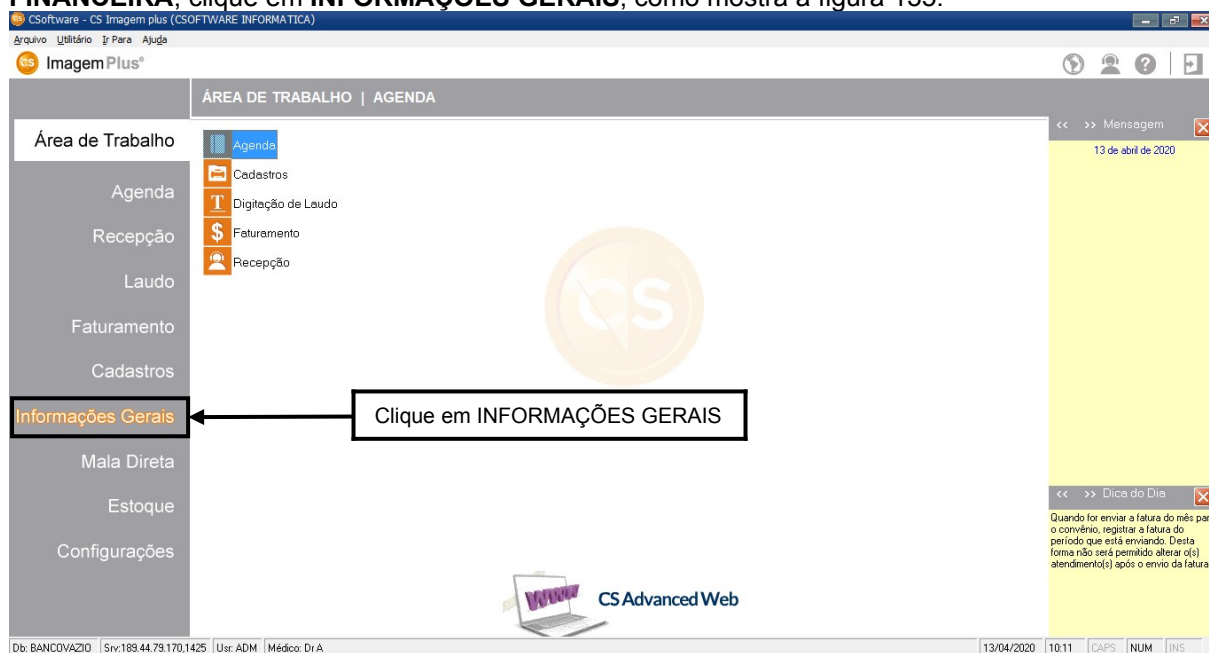 FINANCEIRA, clique em INFORMAÇÕES GERAIS, como mostra a figura 155.
CSoftware - CS Imagem plus (CSOFTWARE INFORMATICA)
Arquivo Utilitário Ir Para Ajuda
cs Imagem Plus®
ÁREA DE TRABALHO | AGENDA
<< >> Mensagem
13 de abril de 2020
Área de Trabalho
Agenda
Recepção
Laudo
Faturamento
Cadastros
Informações Gerais
Mala Direta
Estoque
Configurações
Agenda
Cadastros
Digitação de Laudo
Faturamento
Recepção
CS
Clique em INFORMAÇÕES GERAIS
<< >> Dica do Dia
Quando for enviar a fatura do mês par
o convênio, registrar a fatura do
período que está enviando. Desta
forma não será permitido alterar o(s)
atendimento(s) após o envio da fatura
WWW CS Advanced Web
Db: BANCOVAZIO Srv:189.44.79.170,1425 Usr: ADM Médico: Dr A 13/04/2020 10:11 CAPS NUM INS